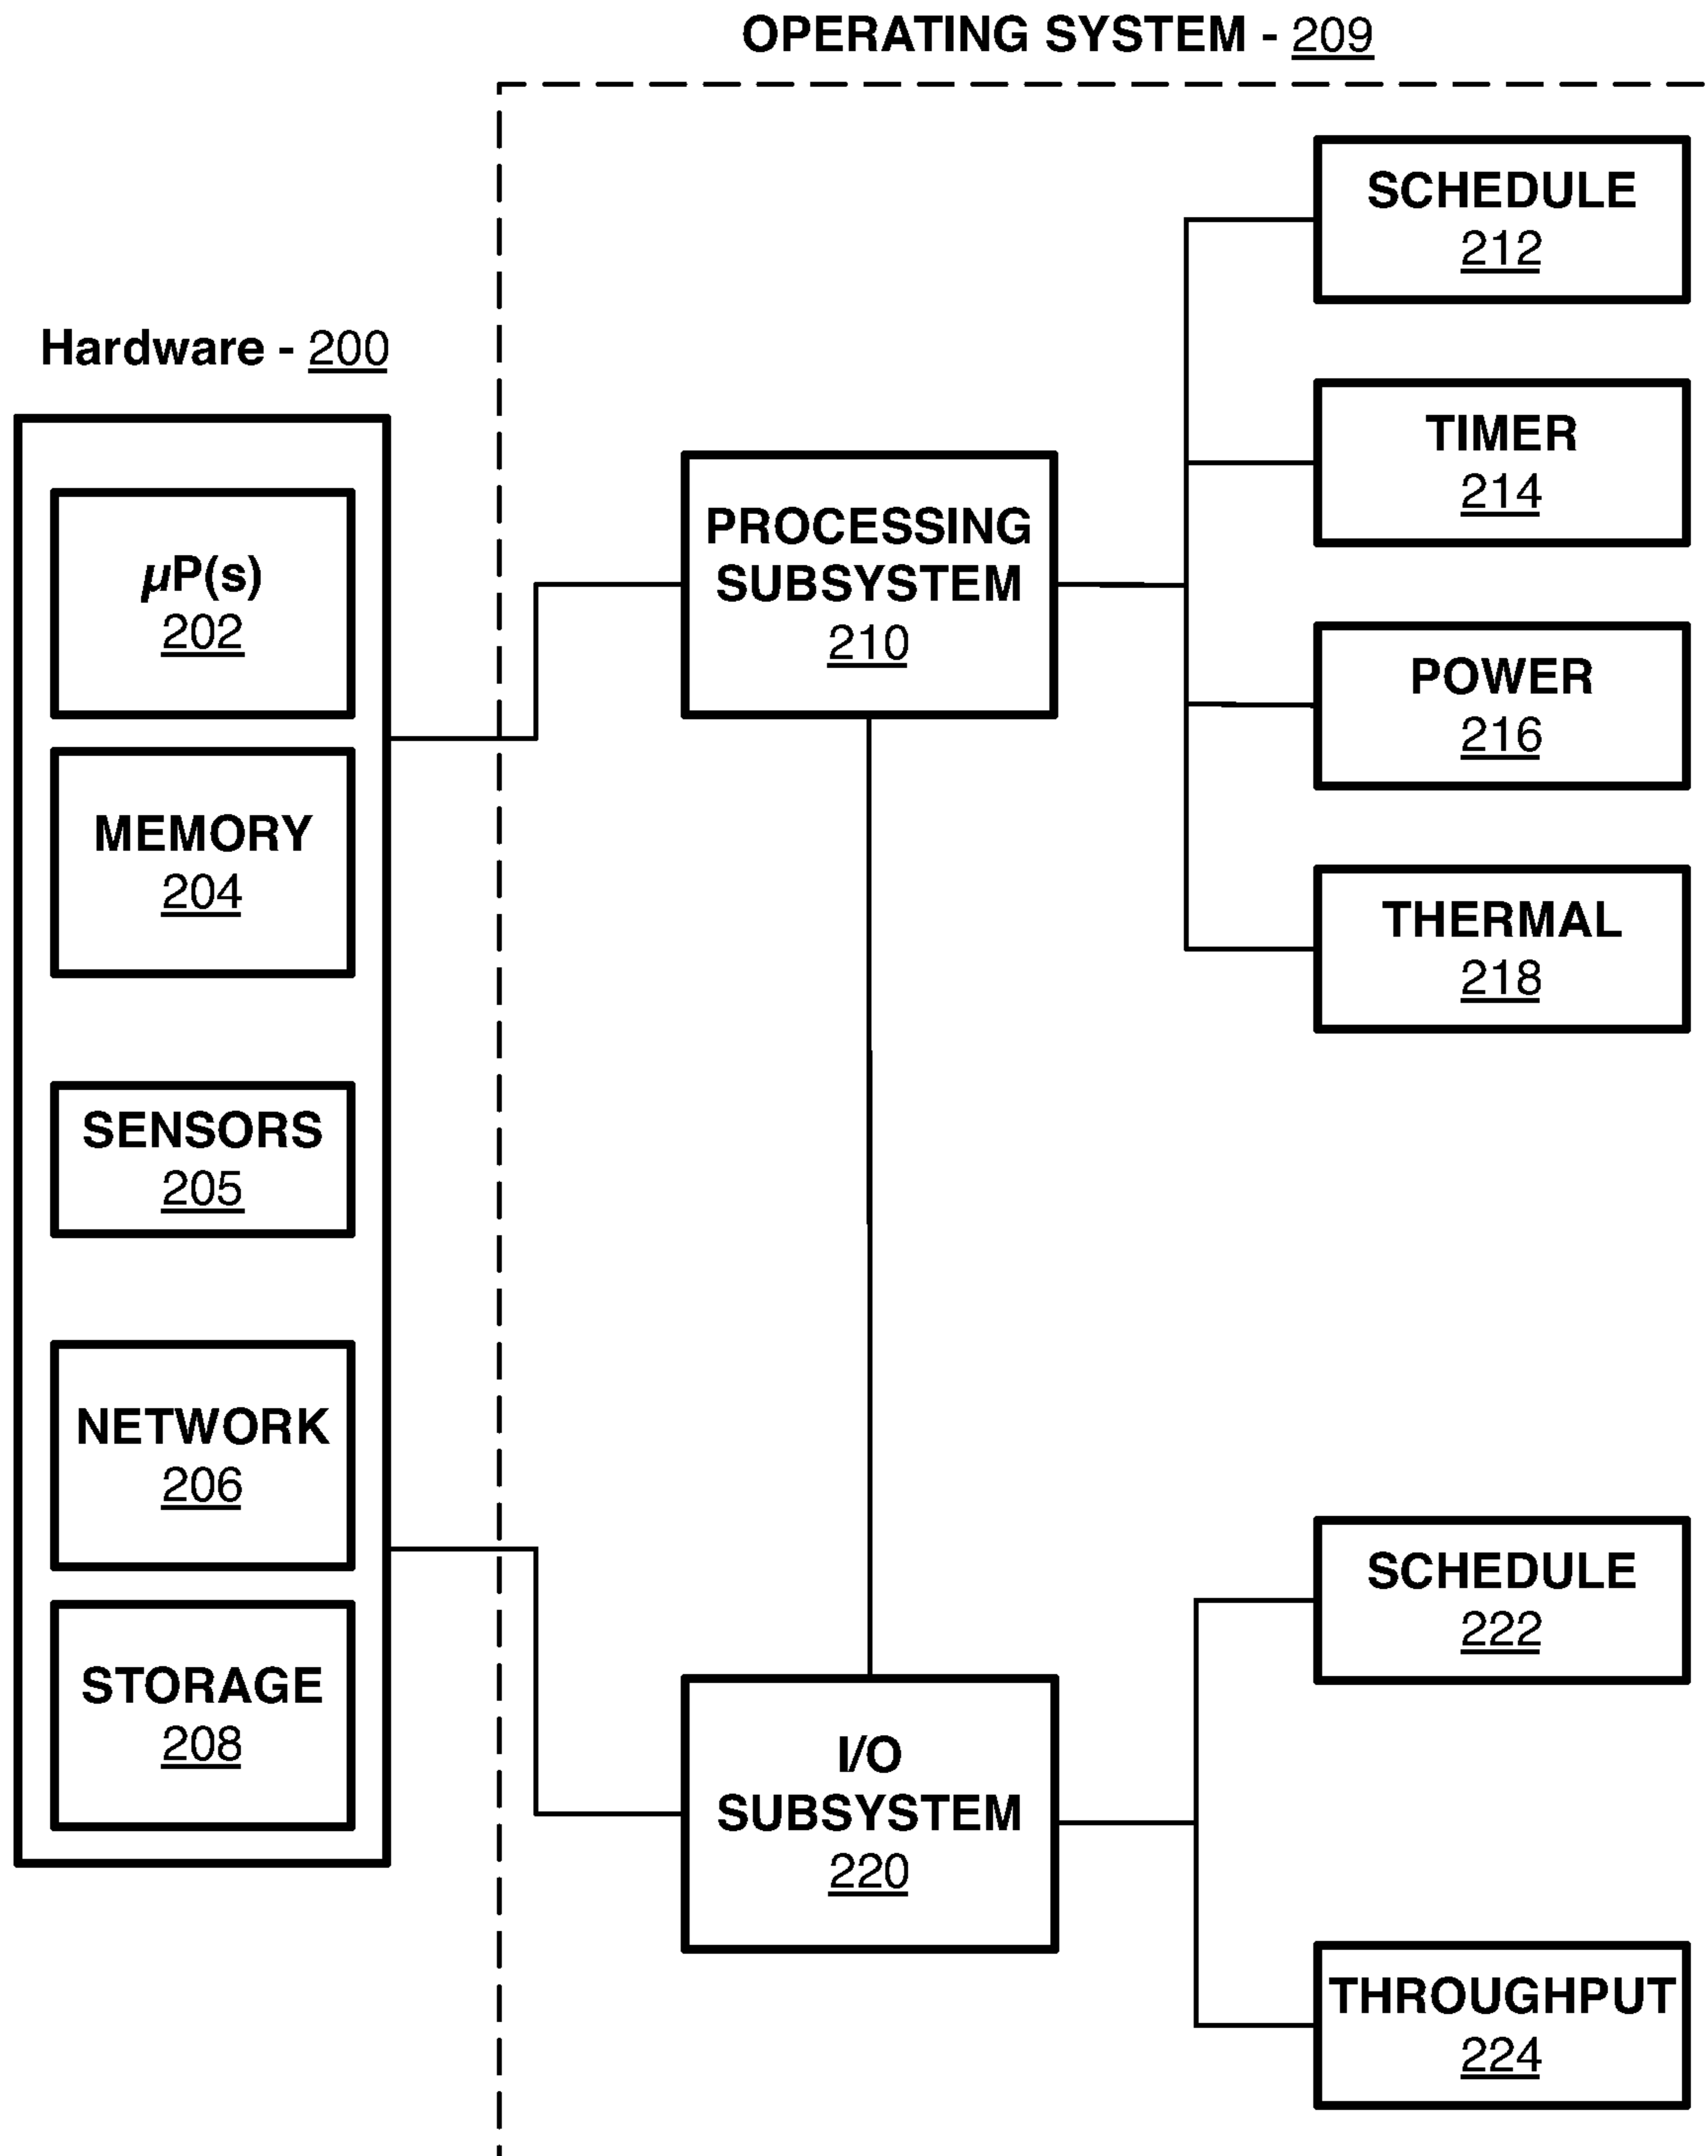 OPERATING SYSTEM - 209
Hardware - 200
µP(s)
202
MEMORY
204
SENSORS
205
NETWORK
206
STORAGE
208
PROCESSING
SUBSYSTEM
210
I/O
SUBSYSTEM
220
SCHEDULE
212
TIMER
214
POWER
216
THERMAL
218
SCHEDULE
222
THROUGHPUT
224